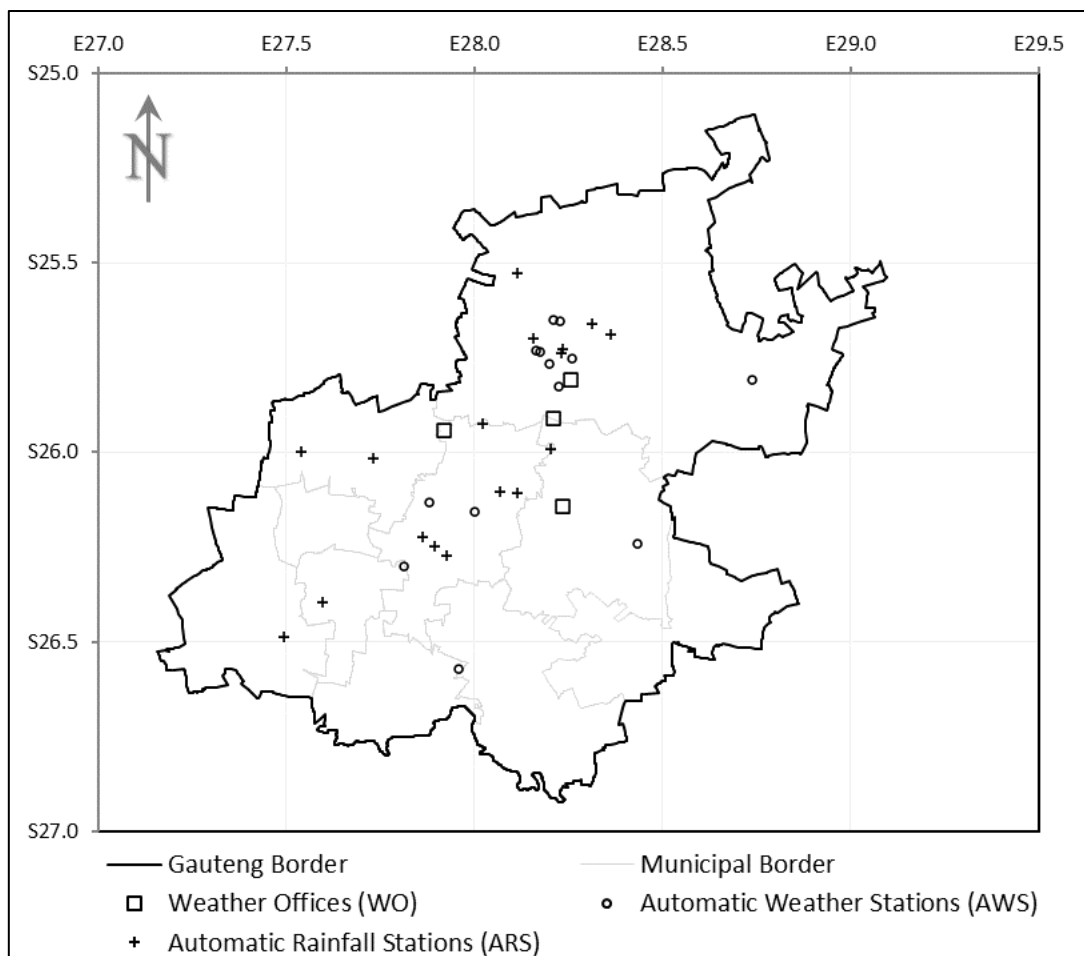 E27.0 E27.5 E28.0 E28.5 E29.0 E29.5
S25.0
N
S25.5
S26.0
S26.5
S27.0
Gauteng Border Municipal Border
Weather Offices (WO) Automatic Weather Stations (AWS)
Automatic Rainfall Stations (ARS)